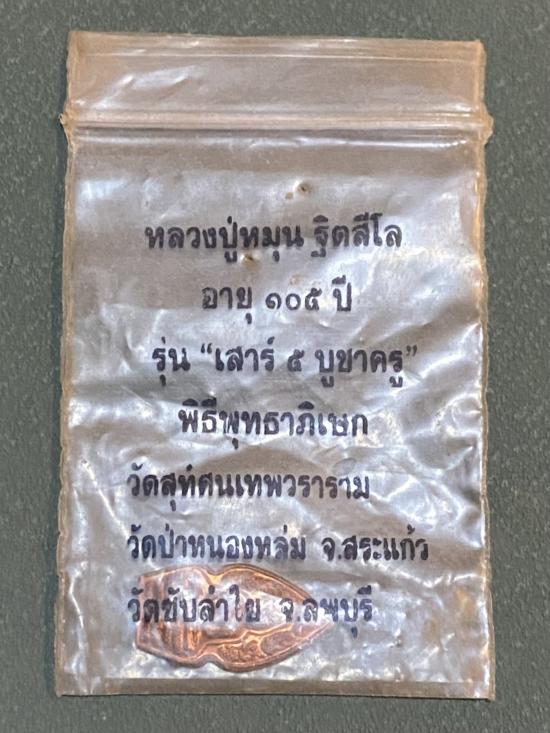 หลวงปู่หมุน ฐิตสีโล
อายุ ๑๐๕ ปี
รุ่น “เสาร์ ๕ บูชาครู”
พิธีพุทธาภิเษก
วัดสุทัศนเทพวราราม
วัดป่าหนองหล่ม จ.สระแก้ว
วัดซับลำใย จ.ลพบุรี